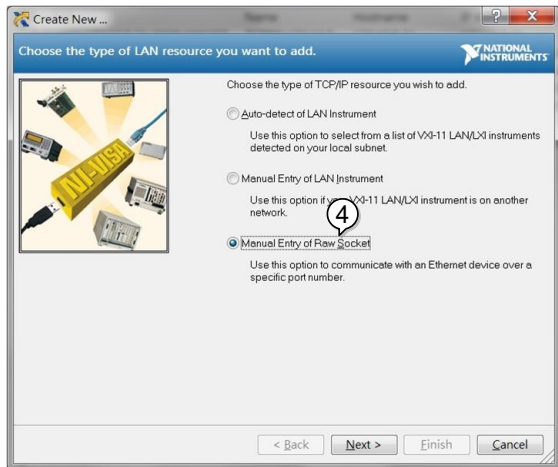 Create New ...
Choose the type of LAN resource you want to add.
NATIONAL
INSTRUMENTS
NI-VISA
Choose the type of TCP/IP resource you wish to add.
Auto-detect of LAN Instrument
Use this option to select from a list of VXI-11 LAN/LXI instruments
detected on your local subnet.
Manual Entry of LAN Instrument
Use this option if VXI-11 LAN/LXI instrument is on another
network.
4
Manual Entry of Raw Socket
Use this option to communicate with an Ethernet device over a
specific port number.
< Back
Next >
Finish
Cancel